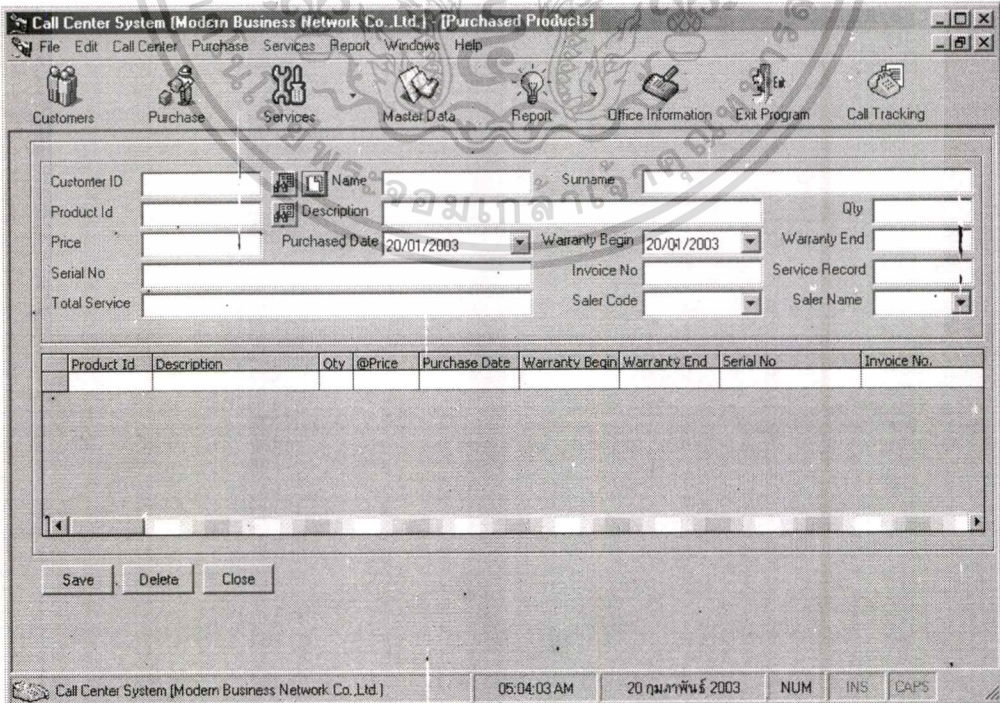 Call Center System (Modern Business Network Co.,Ltd.) - [Purchased Products]
File Edit Call Center Purchase Services Report Windows Help
Customers Purchase Services Master Data Report Office Information Exit Program Call Tracking
Exit
Customer ID Name Surname
Product Id Description Qty
Price Purchased Date 20/01/2003 Warranty Begin 20/01/2003 Warranty End
Serial No Invoice No Service Record
Total Service Saler Code Saler Name
Product Id Description Qty @Price Purchase Date Warranty Begin Warranty End Serial No Invoice No.
Save Delete Close
Call Center System (Modern Business Network Co.,Ltd.) 05:04:03 AM 20 กุมภาพันธ์ 2003 NUM INS CAPS